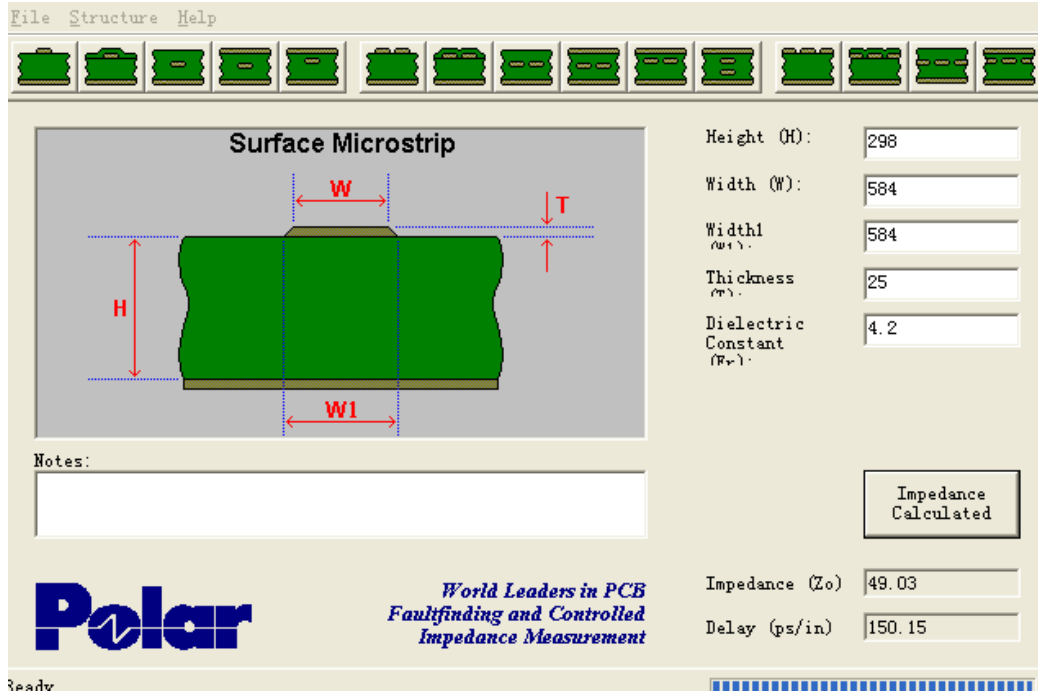 File Structure Help
Surface Microstrip
W
T
H
W1
Height (H): 298
Width (W): 584
Width1
(W1): 584
Thickness
(T): 25
Dielectric
Constant
(Er): 4.2
Notes:
Impedance
Calculated
Polar
World Leaders in PCB
Faultfinding and Controlled
Impedance Measurement
Impedance (Zo) 49.03
Delay (ps/in) 150.15
Ready